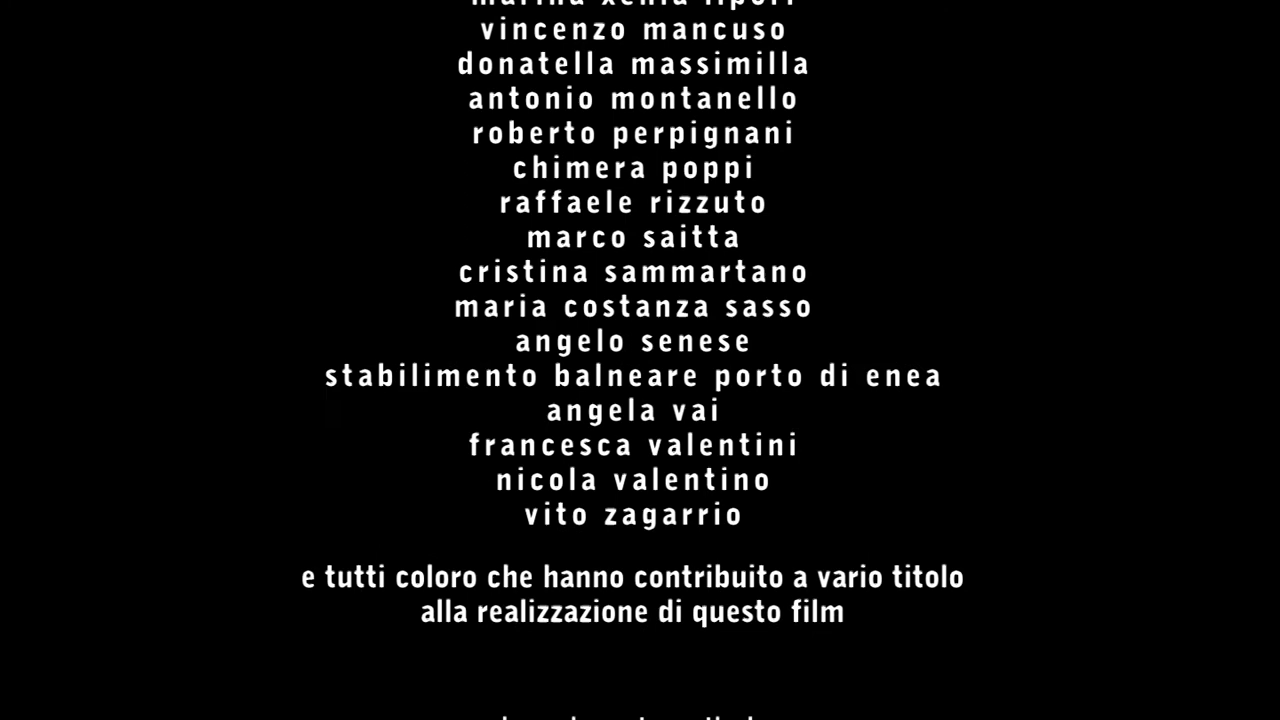 vincenzo mancuso
donatella massimilla
antonio montanello
roberto perpignani
chimera poppi
raffaele rizzuto
marco saitta
cristina sammartano
maria costanza sasso
angelo senese
stabilimento balneare porto di enea
angela vai
francesca valentini
nicola valentino
vito zagarrio
e tutti coloro che hanno contribuito a vario titolo
alla realizzazione di questo film